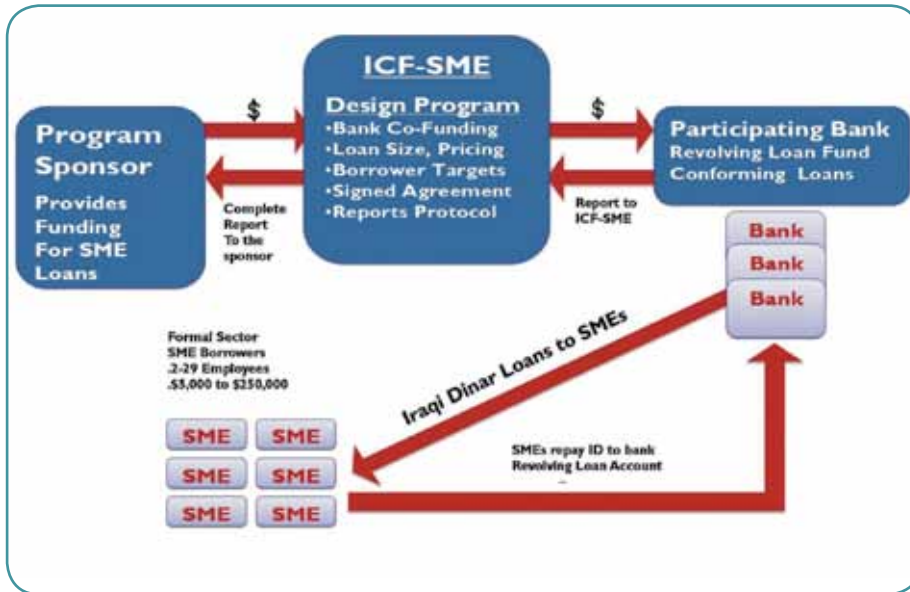 Program
Sponsor
Provides
Funding
For SME
Loans
$
Complete
Report
To the
sponsor
ICF-SME
Design Program
•Bank Co-Funding
•Loan Size, Pricing
•Borrower Targets
•Signed Agreement
•Reports Protocol
$
Report to
ICF-SME
Participating Bank
Revolving Loan Fund
Conforming Loans
Bank
Bank
Bank
Iraqi Dinar Loans to SMEs
Formal Sector
SME Borrowers
.2-29 Employees
.$5,000 to $250,000
SME SME
SME SME
SME SME
SMEs repay ID to bank
Revolving Loan Account